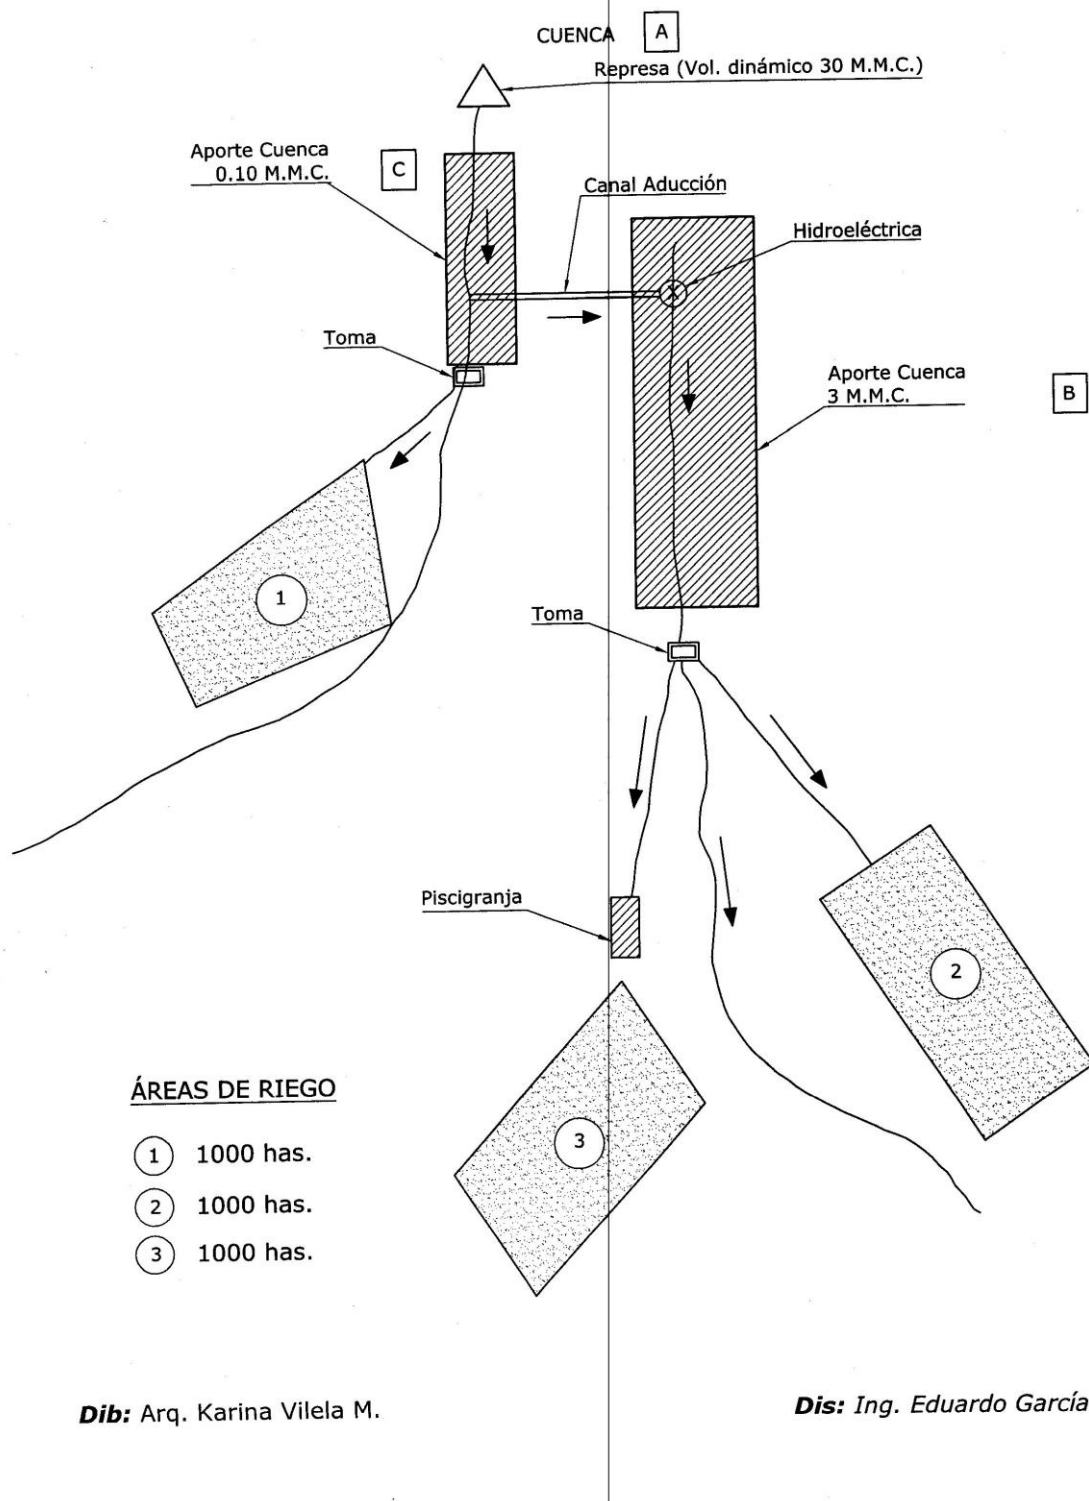 CUENCA A
Represa (Vol. dinámico 30 M.M.C.)
Aporte Cuenca
0.10 M.M.C.
C
Canal Aducción
Hidroeléctrica
Toma
Aporte Cuenca
3 M.M.C.
B
1
Toma
Piscigranja
2
3
ÁREAS DE RIEGO
1 1000 has.
2 1000 has.
3 1000 has.
Dib: Arq. Karina Vilela M.
Dis: Ing. Eduardo García